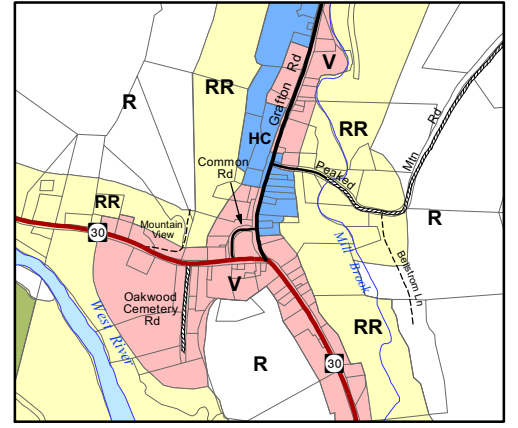 V
Grafton Rd
R
RR
HC
RR
Mtn Rd
Peaked
Common
Rd
RR
R
Mountain
View
30
Mill Brook
Bellstrom Ln
V
Oakwood
Cemetery
Rd
West River
RR
R
30